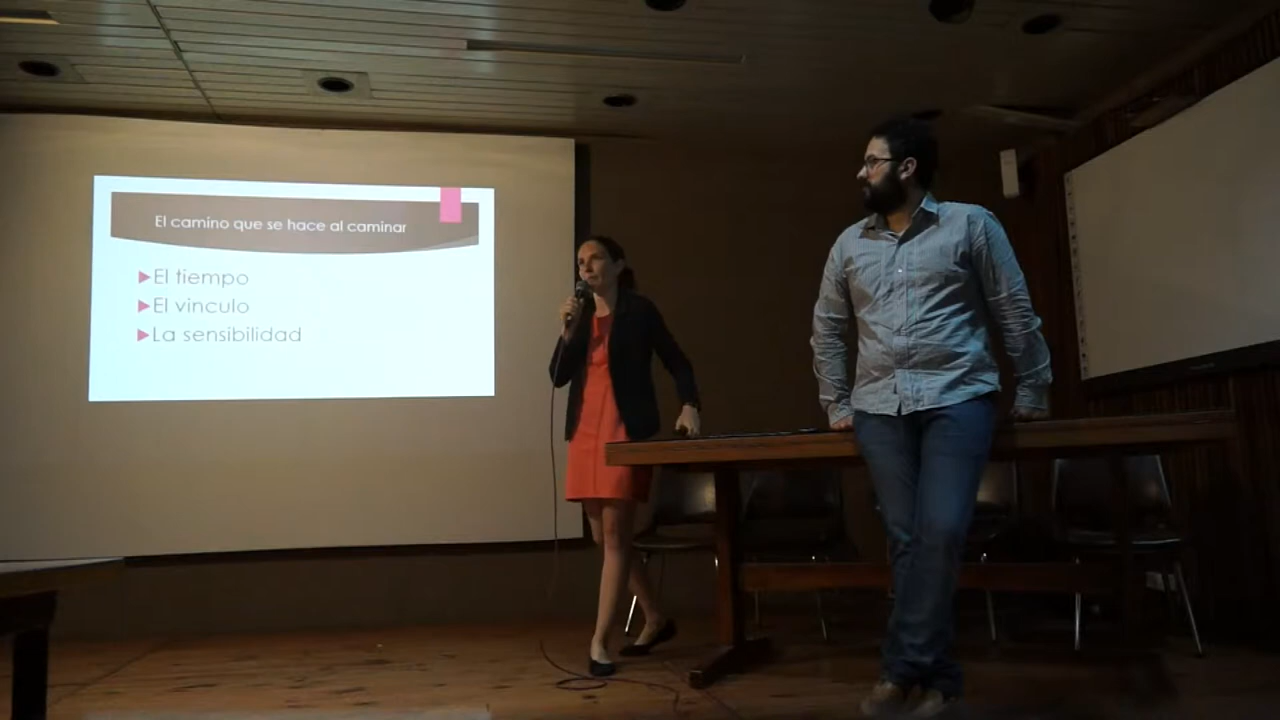 El camino que se hace al caminar
El tiempo
El vinculo
La sensibilidad